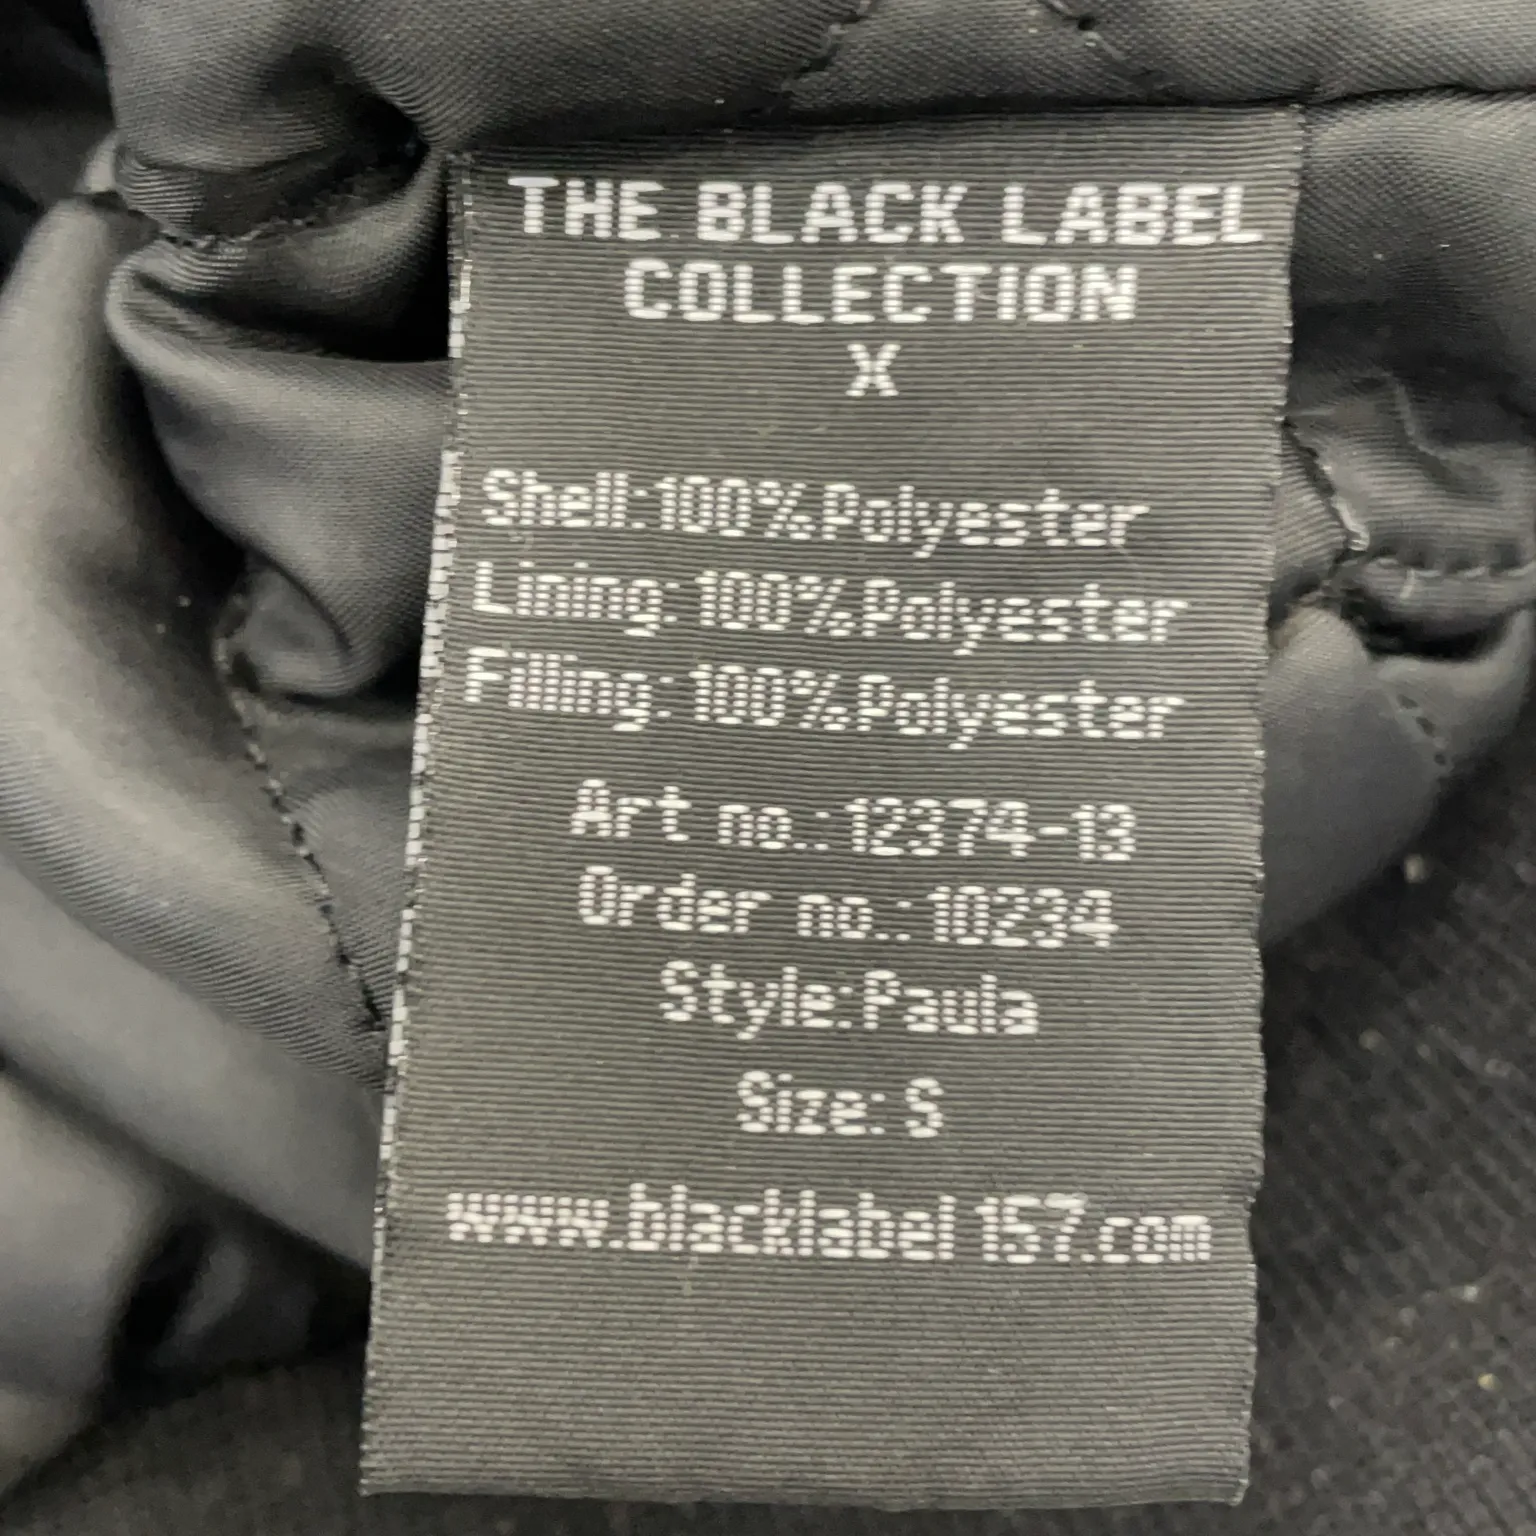 THE BLACK LABEL
COLLECTION
X
Shell:100%Polyester
Lining:100%Polyester
Filling:100%Polyester
Art no.:12374-13
Order no.:10234
Style:Paula
Size: S
www.blacklabel157.com